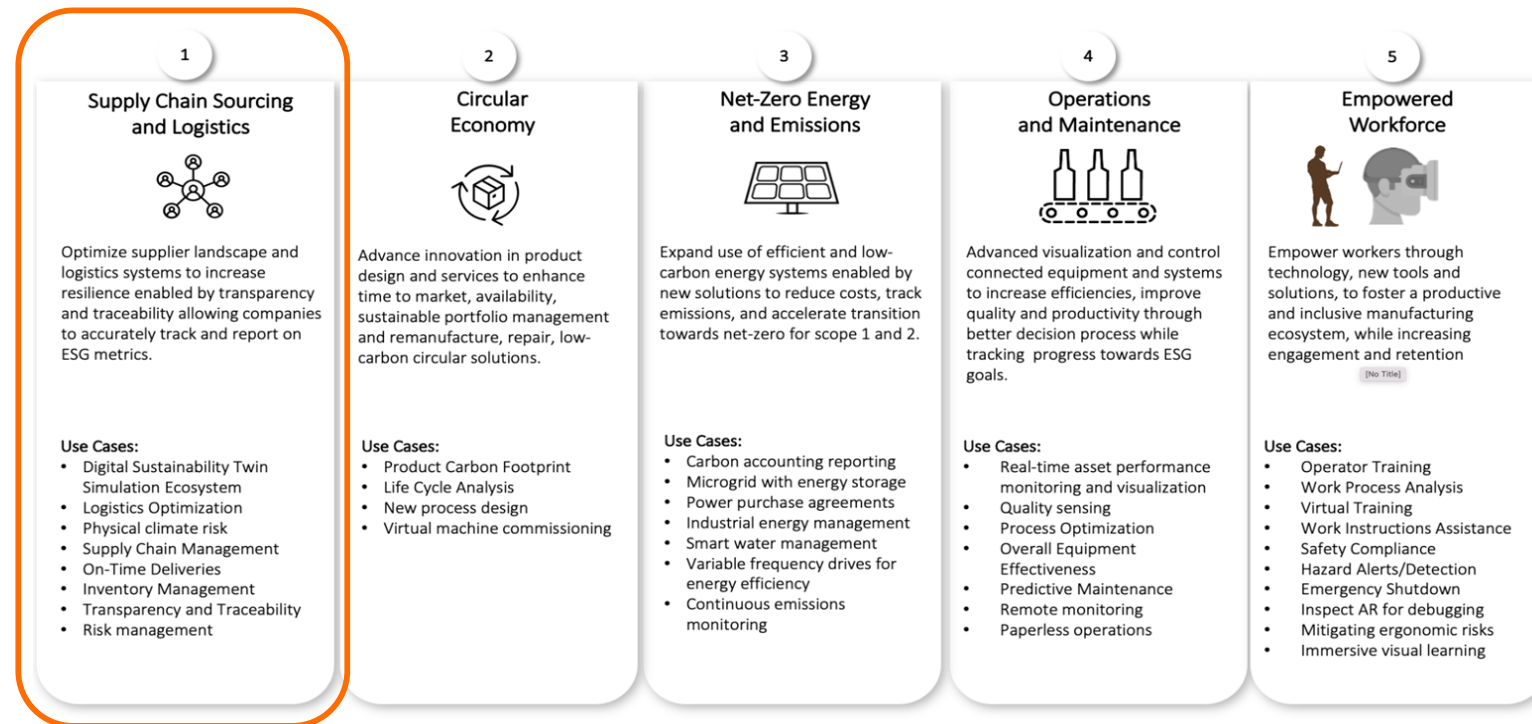 1
Supply Chain Sourcing
and Logistics
Optimize supplier landscape and
logistics systems to increase
resilience enabled by transparency
and traceability allowing companies
to accurately track and report on
ESG metrics.
Use Cases:
• Digital Sustainability Twin
Simulation Ecosystem
• Logistics Optimization
• Physical climate risk
• Supply Chain Management
• On-Time Deliveries
• Inventory Management
• Transparency and Traceability
• Risk management
2
Circular
Economy
Advance innovation in product
design and services to enhance
time to market, availability,
sustainable portfolio management
and remanufacture, repair, low-
carbon circular solutions.
Use Cases:
• Product Carbon Footprint
• Life Cycle Analysis
• New process design
• Virtual machine commissioning
3
Net-Zero Energy
and Emissions
Expand use of efficient and low-
carbon energy systems enabled by
new solutions to reduce costs, track
emissions, and accelerate transition
towards net-zero for scope 1 and 2.
Use Cases:
• Carbon accounting reporting
• Microgrid with energy storage
• Power purchase agreements
• Industrial energy management
• Smart water management
• Variable frequency drives for
energy efficiency
• Continuous emissions
monitoring
4
Operations
and Maintenance
Advanced visualization and control
connected equipment and systems
to increase efficiencies, improve
quality and productivity through
better decision process while
tracking progress towards ESG
goals.
Use Cases:
• Real-time asset performance
monitoring and visualization
• Quality sensing
• Process Optimization
• Overall Equipment
Effectiveness
• Predictive Maintenance
• Remote monitoring
• Paperless operations
5
Empowered
Workforce
Empower workers through
technology, new tools and
solutions, to foster a productive
and inclusive manufacturing
ecosystem, while increasing
engagement and retention
[No Title]
Use Cases:
• Operator Training
• Work Process Analysis
• Virtual Training
• Work Instructions Assistance
• Safety Compliance
• Hazard Alerts/Detection
• Emergency Shutdown
• Inspect AR for debugging
• Mitigating ergonomic risks
• Immersive visual learning